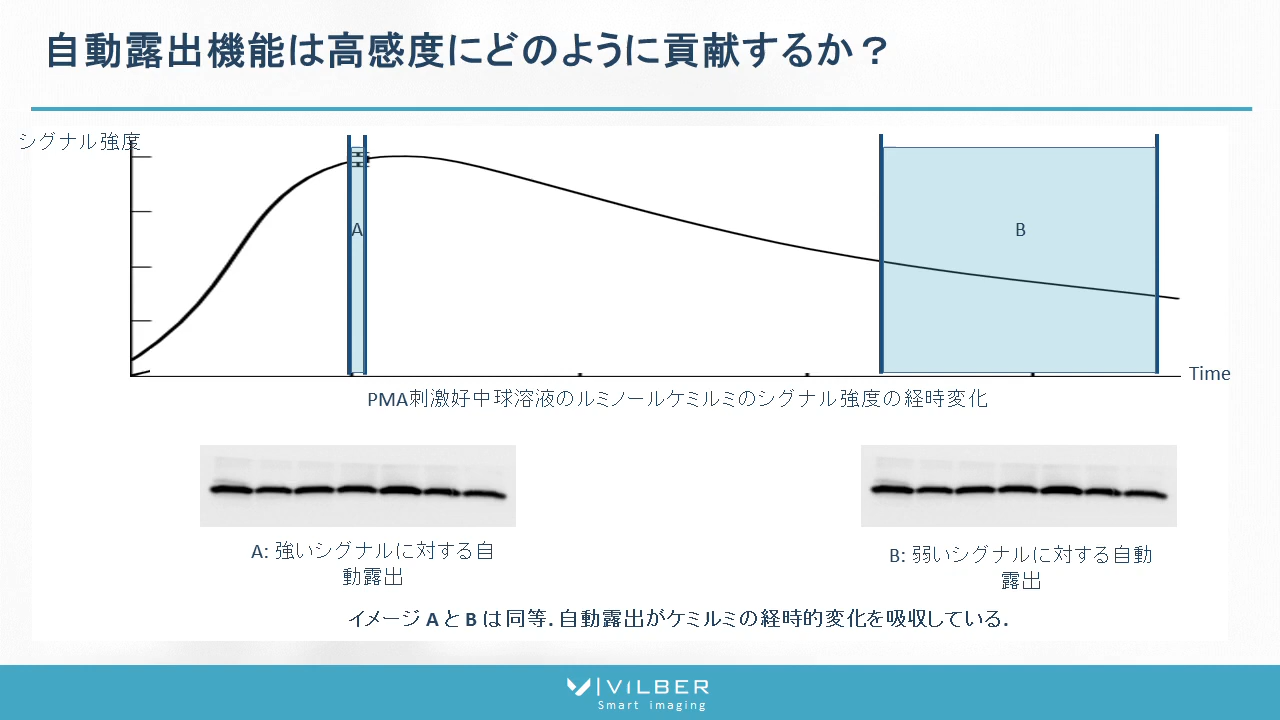 自動露出機能は高感度にどのように貢献するか？
シグナル強度
A
B
Time
PMA刺激好中球溶液のルミノールケミルミのシグナル強度の経時変化
A: 強いシグナルに対する自
動露出
B: 弱いシグナルに対する自動
露出
イメージ A と B は同等. 自動露出がケミルミの経時的変化を吸収している.
VILBER
Smart imaging